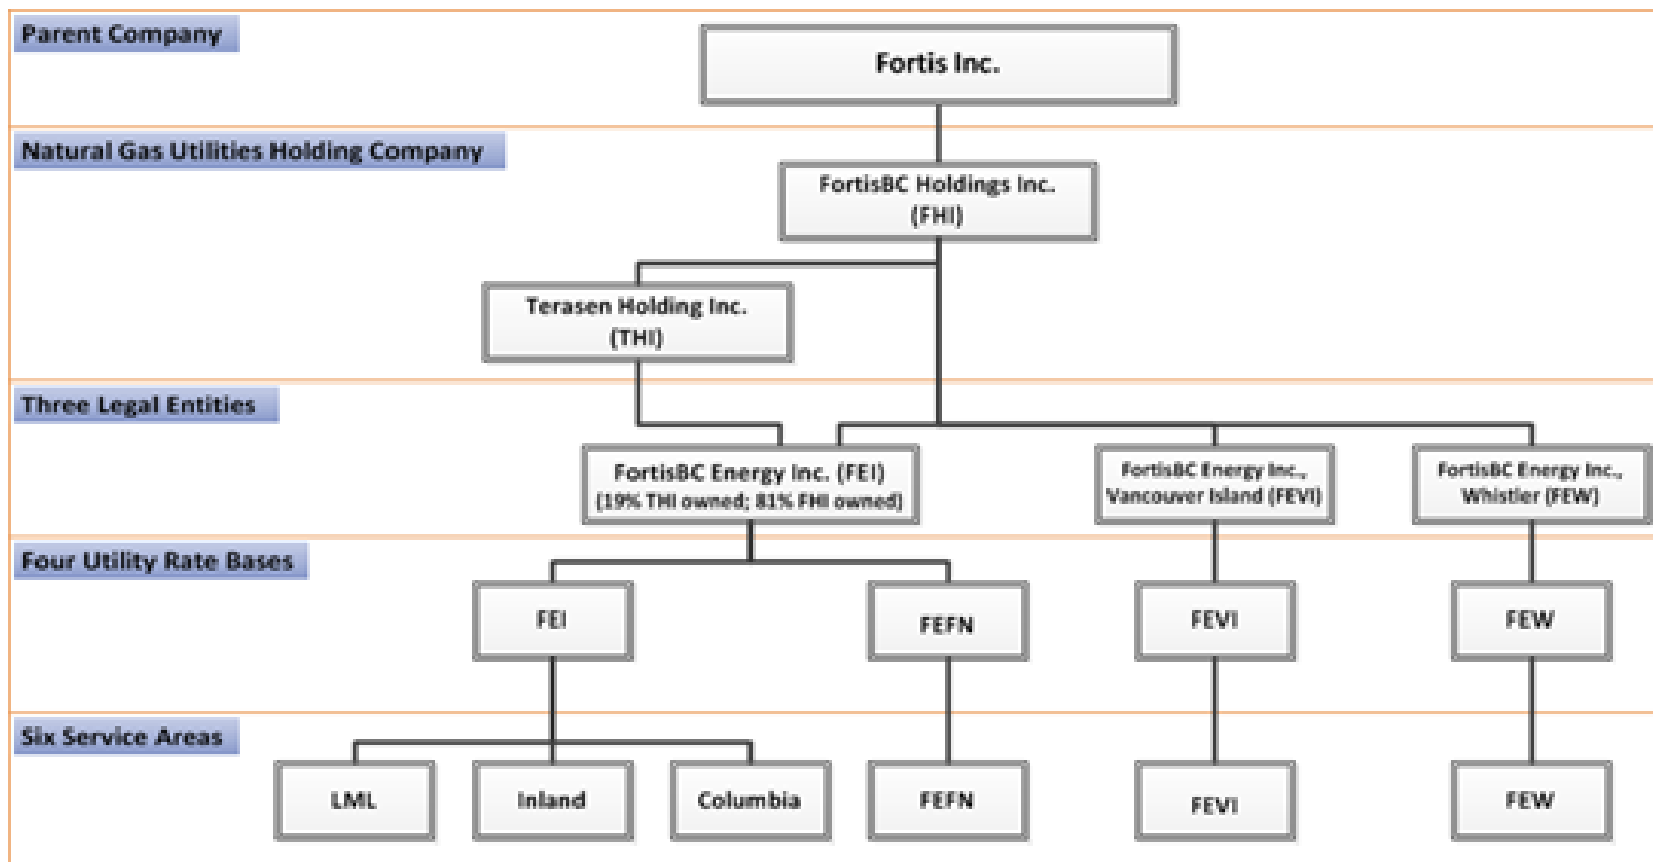 Parent Company
Fortis Inc.
Natural Gas Utilities Holding Company
FortisBC Holdings Inc.
(FHI)
Terasen Holding Inc.
(THI)
Three Legal Entities
FortisBC Energy Inc. (FEI)
(19% THI owned; 81% FHI owned)
FortisBC Energy Inc.,
Vancouver Island (FEVI)
FortisBC Energy Inc.,
Whistler (FEW)
Four Utility Rate Bases
FEI
FEFN
FEVI
FEW
Six Service Areas
LML
Inland
Columbia
FEFN
FEVI
FEW